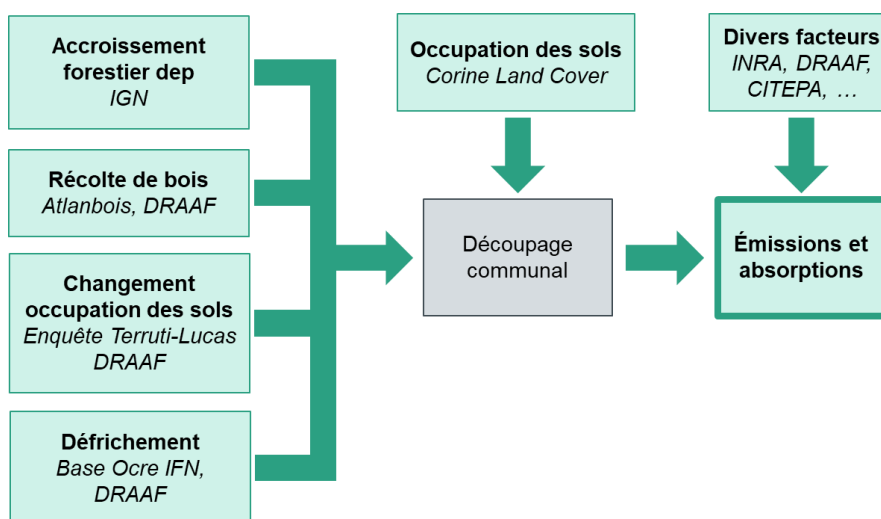 Accroissement
forestier dep
IGN
Récolte de bois
Atlanbois, DRAAF
Changement
occupation des sols
Enquête Terruti-Lucas
DRAAF
Défrichement
Base Ocre IFN,
DRAAF
Occupation des sols
Corine Land Cover
Découpage
communal
Divers facteurs
INRA, DRAAF,
CITEPA, …
Émissions et
absorptions